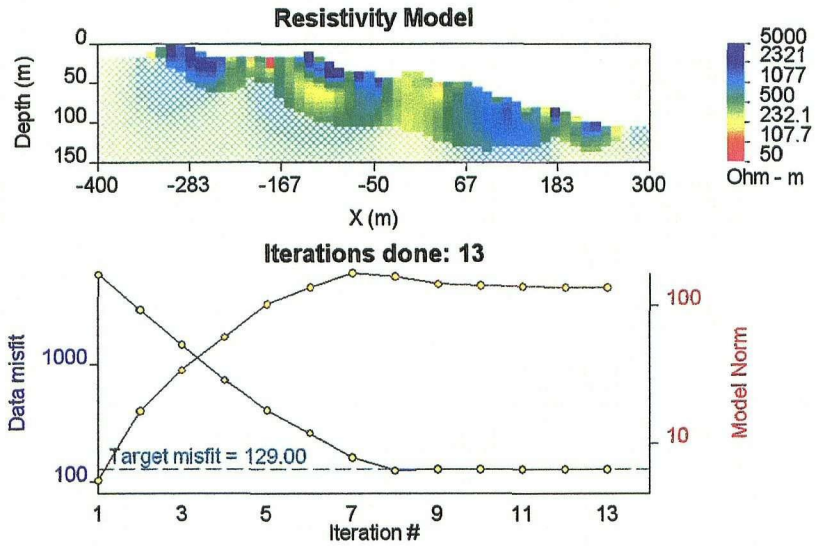 Resistivity Model
Depth (m)
0
50
100
150
-400 -283 -167 -50 67 183 300
X (m)
5000
2321
1077
500
232.1
107.7
50
Ohm - m
Iterations done: 13
Data misfit
1000
100
Target misfit = 129.00
100
10
Model Norm
1 3 5 7 9 11 13
Iteration #